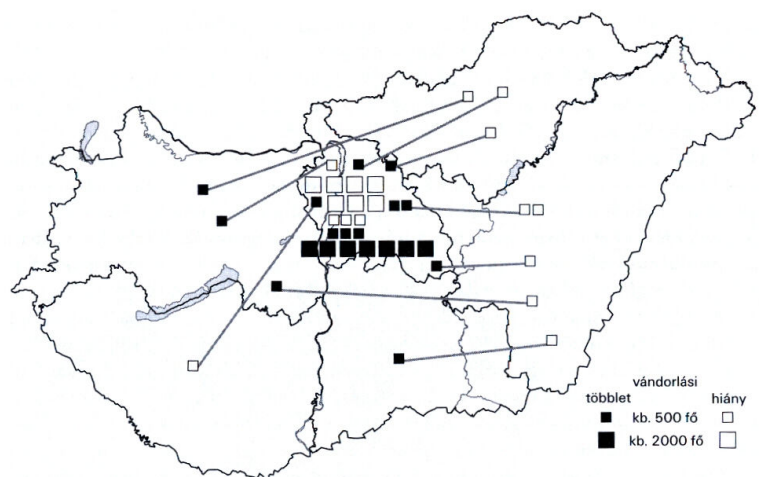 vándorlási
többlet hiány
kb. 500 fő
kb. 2000 fő